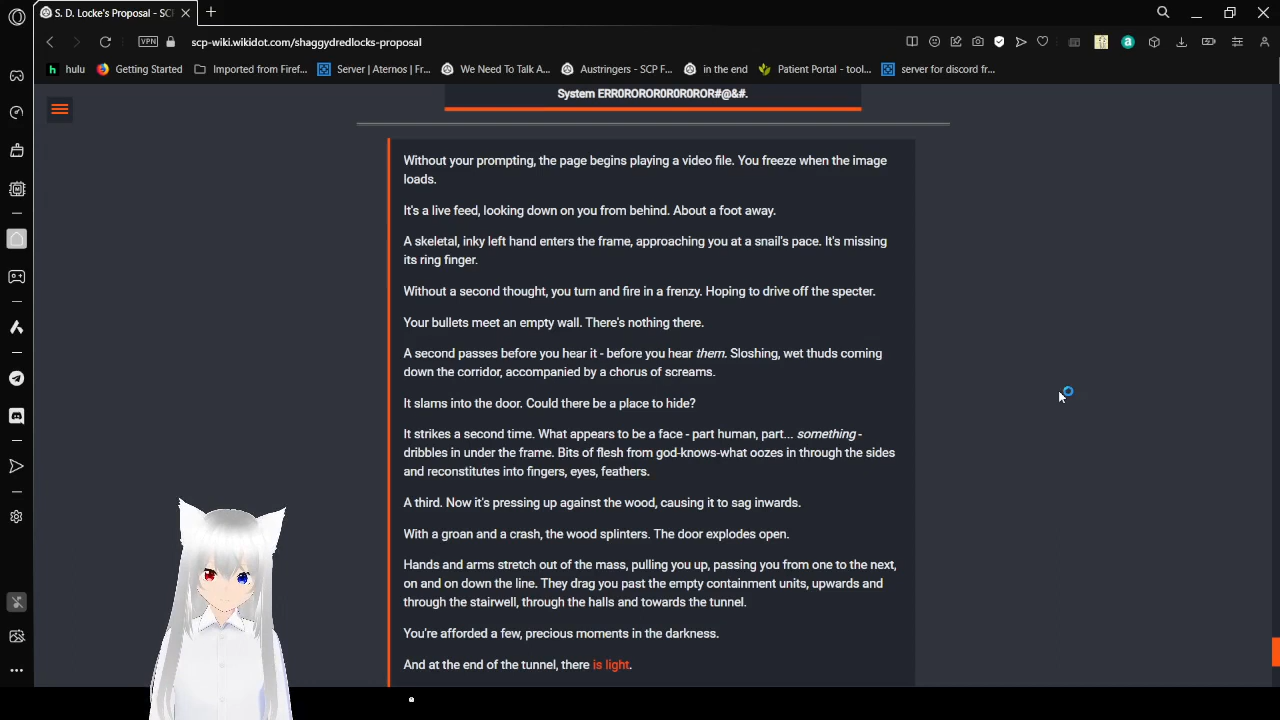 S. D. Locke's Proposal - SC
scp-wiki.wikidot.com/shaggydredlocks-proposal
VPN
hulu
Getting Started
Imported from Firef...
Server | Aternos | Fr...
We Need To Talk A...
Austringers - SCP F...
in the end
Patient Portal - tool...
server for discord fr...
System ERR0ROROR0R0R0ROR#@&#.
Without your prompting, the page begins playing a video file. You freeze when the image
loads.
It's a live feed, looking down on you from behind. About a foot away.
A skeletal, inky left hand enters the frame, approaching you at a snail's pace. It's missing
its ring finger.
Without a second thought, you turn and fire in a frenzy. Hoping to drive off the specter.
Your bullets meet an empty wall. There's nothing there.
A second passes before you hear it - before you hear them. Sloshing, wet thuds coming
down the corridor, accompanied by a chorus of screams.
It slams into the door. Could there be a place to hide?
It strikes a second time. What appears to be a face - part human, part... something -
dribbles in under the frame. Bits of flesh from god-knows-what oozes in through the sides
and reconstitutes into fingers, eyes, feathers.
A third. Now it's pressing up against the wood, causing it to sag inwards.
With a groan and a crash, the wood splinters. The door explodes open.
Hands and arms stretch out of the mass, pulling you up, passing you from one to the next,
on and on down the line. They drag you past the empty containment units, upwards and
through the stairwell, through the halls and towards the tunnel.
You're afforded a few, precious moments in the darkness.
And at the end of the tunnel, there is light.